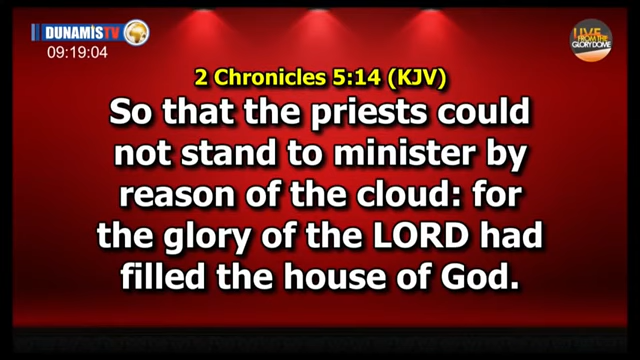 DUNAMIS TV
09:19:04
LIVE
FROM THE
GLORY DOME
2 Chronicles 5:14 (KJV)
So that the priests could
not stand to minister by
reason of the cloud: for
the glory of the LORD had
filled the house of God.